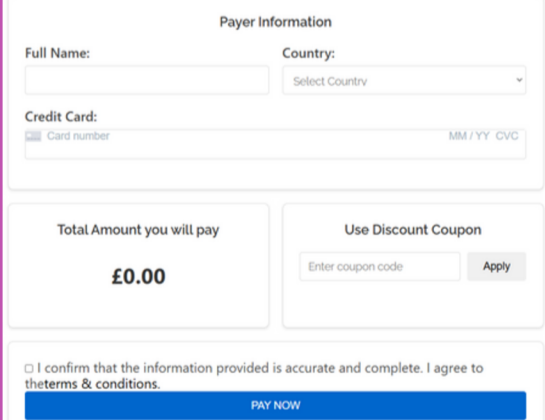 Payer Information
Full Name:
Country:
Select Country
Credit Card:
Card number
MM / YY CVC
Total Amount you will pay
£0.00
Use Discount Coupon
Enter coupon code
Apply
I confirm that the information provided is accurate and complete. I agree to
theterms & conditions.
PAY NOW